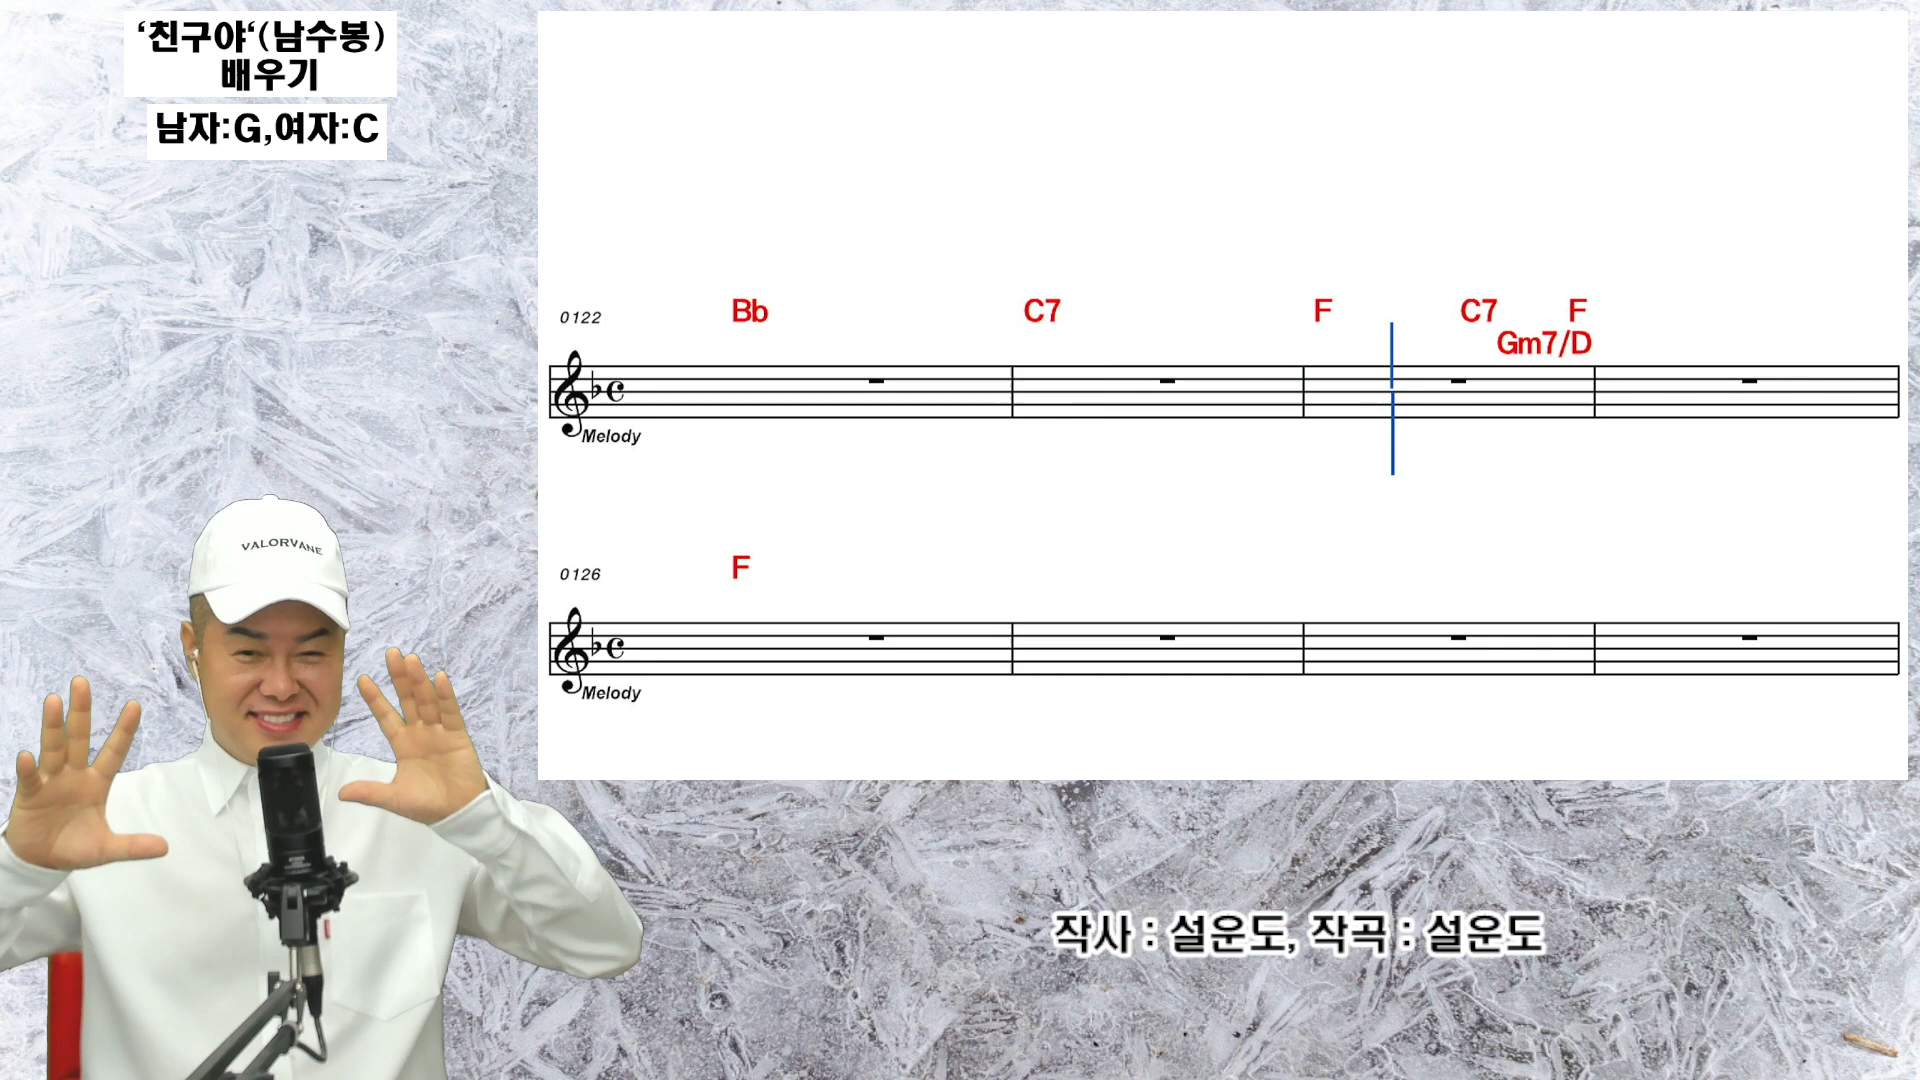 ‘친구야‘(남수봉)
배우기
남자:G,여자:C
0122 Bb C7 F C7 F
Gm7/D
Melody
0126 F
Melody
VALORVANE
작사 : 설운도, 작곡 : 설운도